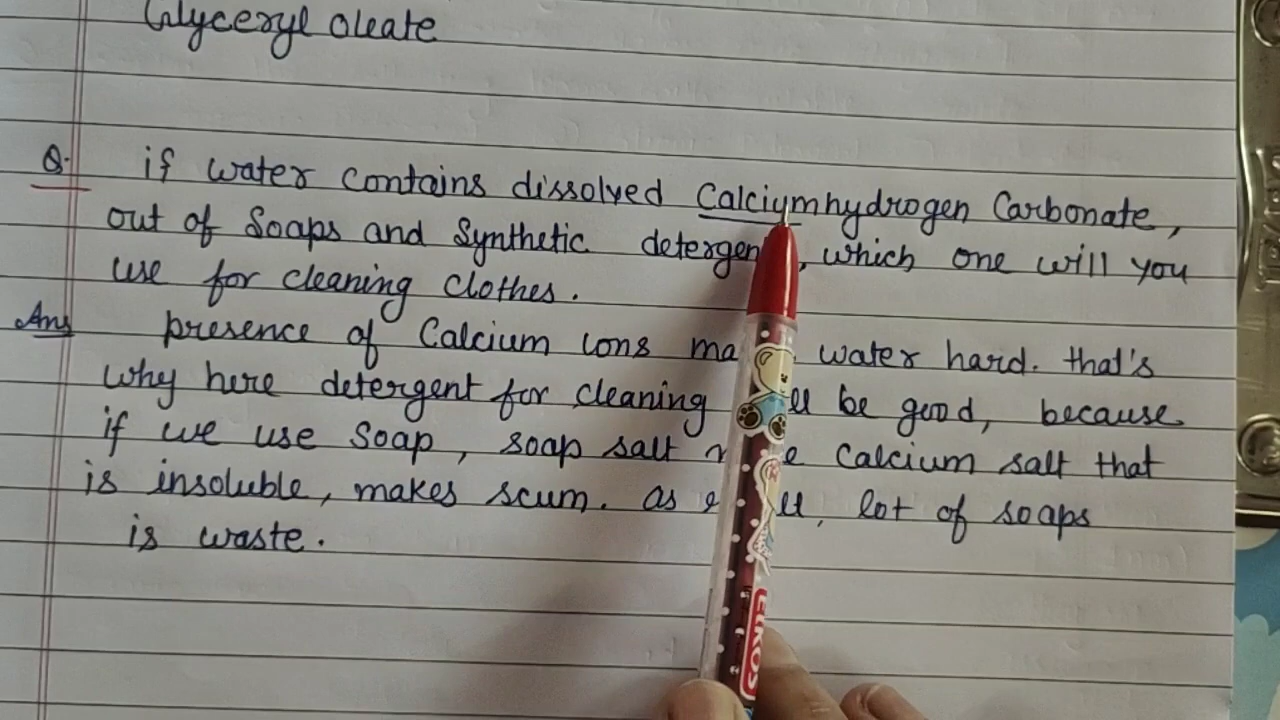 Glyceryl oleate
Q. if water contains dissolved Calciumhydrogen Carbonate,
out of Soaps and Synthetic detergen , which one will you
use for cleaning clothes.
Ans presence of Calcium ions ma water hard. that's
why here detergent for cleaning be good, because
if we use Soap, soap salt Calcium salt that
is insoluble, makes scum. as lot of soaps
is waste.
ELKOS